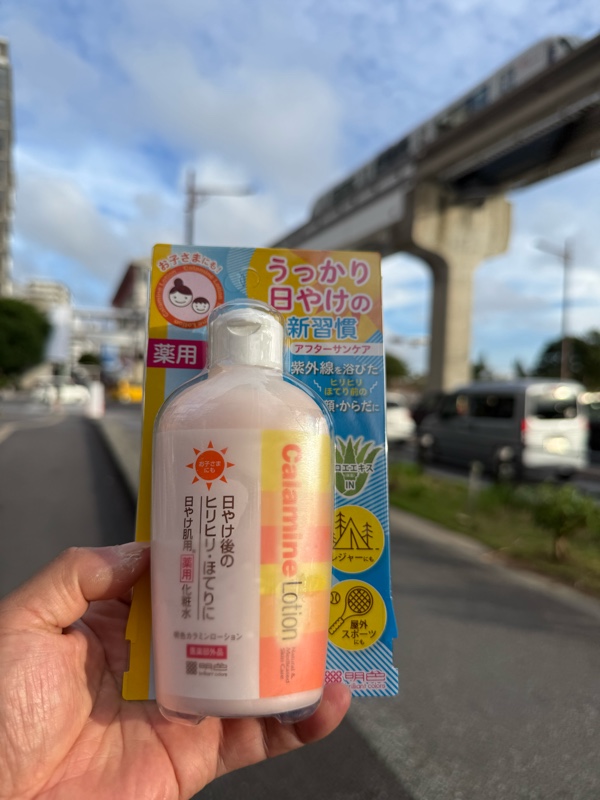 お子さまにも!
うっかり
日やけの
新習慣
アフターサンケア
薬用
紫外線を浴びた
ヒリヒリ
ほてり前の
顔・からだに
エキス
IN
レジャーにも
屋外
スポーツ
にも
明色
お子さま
にも
日やけ後の
ヒリヒリ・ほてりに
日やけ肌用
薬用化粧水
明色カラミンローション
医薬部外品
Calamine Lotion